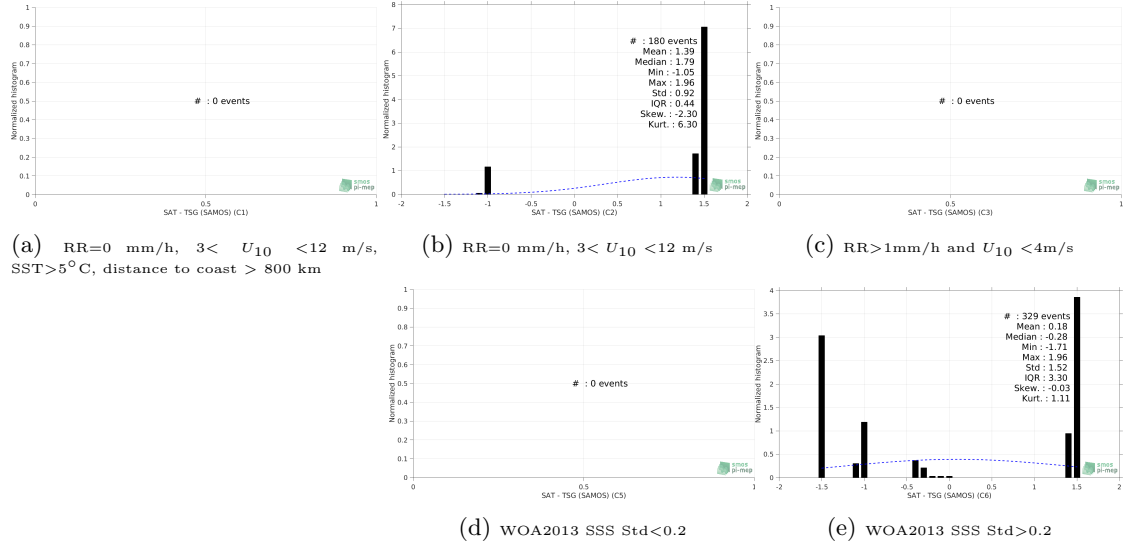 Normalized histogram
1
0.9
0.8
0.7
0.6
0.5
0.4
0.3
0.2
0.1
0
# : 0 events
smos
pi-mep
0 0.5 1
SAT - TSG (SAMOS) (C1)
(a) RR=0 mm/h, 3< U10 <12 m/s,
SST>5°C, distance to coast > 800 km
Normalized histogram
8
7
6
5
4
3
2
1
0
# : 180 events
Mean : 1.39
Median : 1.79
Min : -1.05
Max : 1.96
Std : 0.92
IQR : 0.44
Skew. : -2.30
Kurt. : 6.30
smos
pi-mep
-2 -1.5 -1 -0.5 0 0.5 1 1.5 2
SAT - TSG (SAMOS) (C2)
(b) RR=0 mm/h, 3< U10 <12 m/s
Normalized histogram
1
0.9
0.8
0.7
0.6
0.5
0.4
0.3
0.2
0.1
0
# : 0 events
smos
pi-mep
0 0.5 1
SAT - TSG (SAMOS) (C3)
(c) RR>1mm/h and U10 <4m/s
Normalized histogram
1
0.9
0.8
0.7
0.6
0.5
0.4
0.3
0.2
0.1
0
# : 0 events
smos
pi-mep
0 0.5 1
SAT - TSG (SAMOS) (C5)
(d) WOA2013 SSS Std<0.2
Normalized histogram
4
3.5
3
2.5
2
1.5
1
0.5
0
# : 329 events
Mean : 0.18
Median : -0.28
Min : -1.71
Max : 1.96
Std : 1.52
IQR : 3.30
Skew. : -0.03
Kurt. : 1.11
smos
pi-mep
-2 -1.5 -1 -0.5 0 0.5 1 1.5 2
SAT - TSG (SAMOS) (C6)
(e) WOA2013 SSS Std>0.2